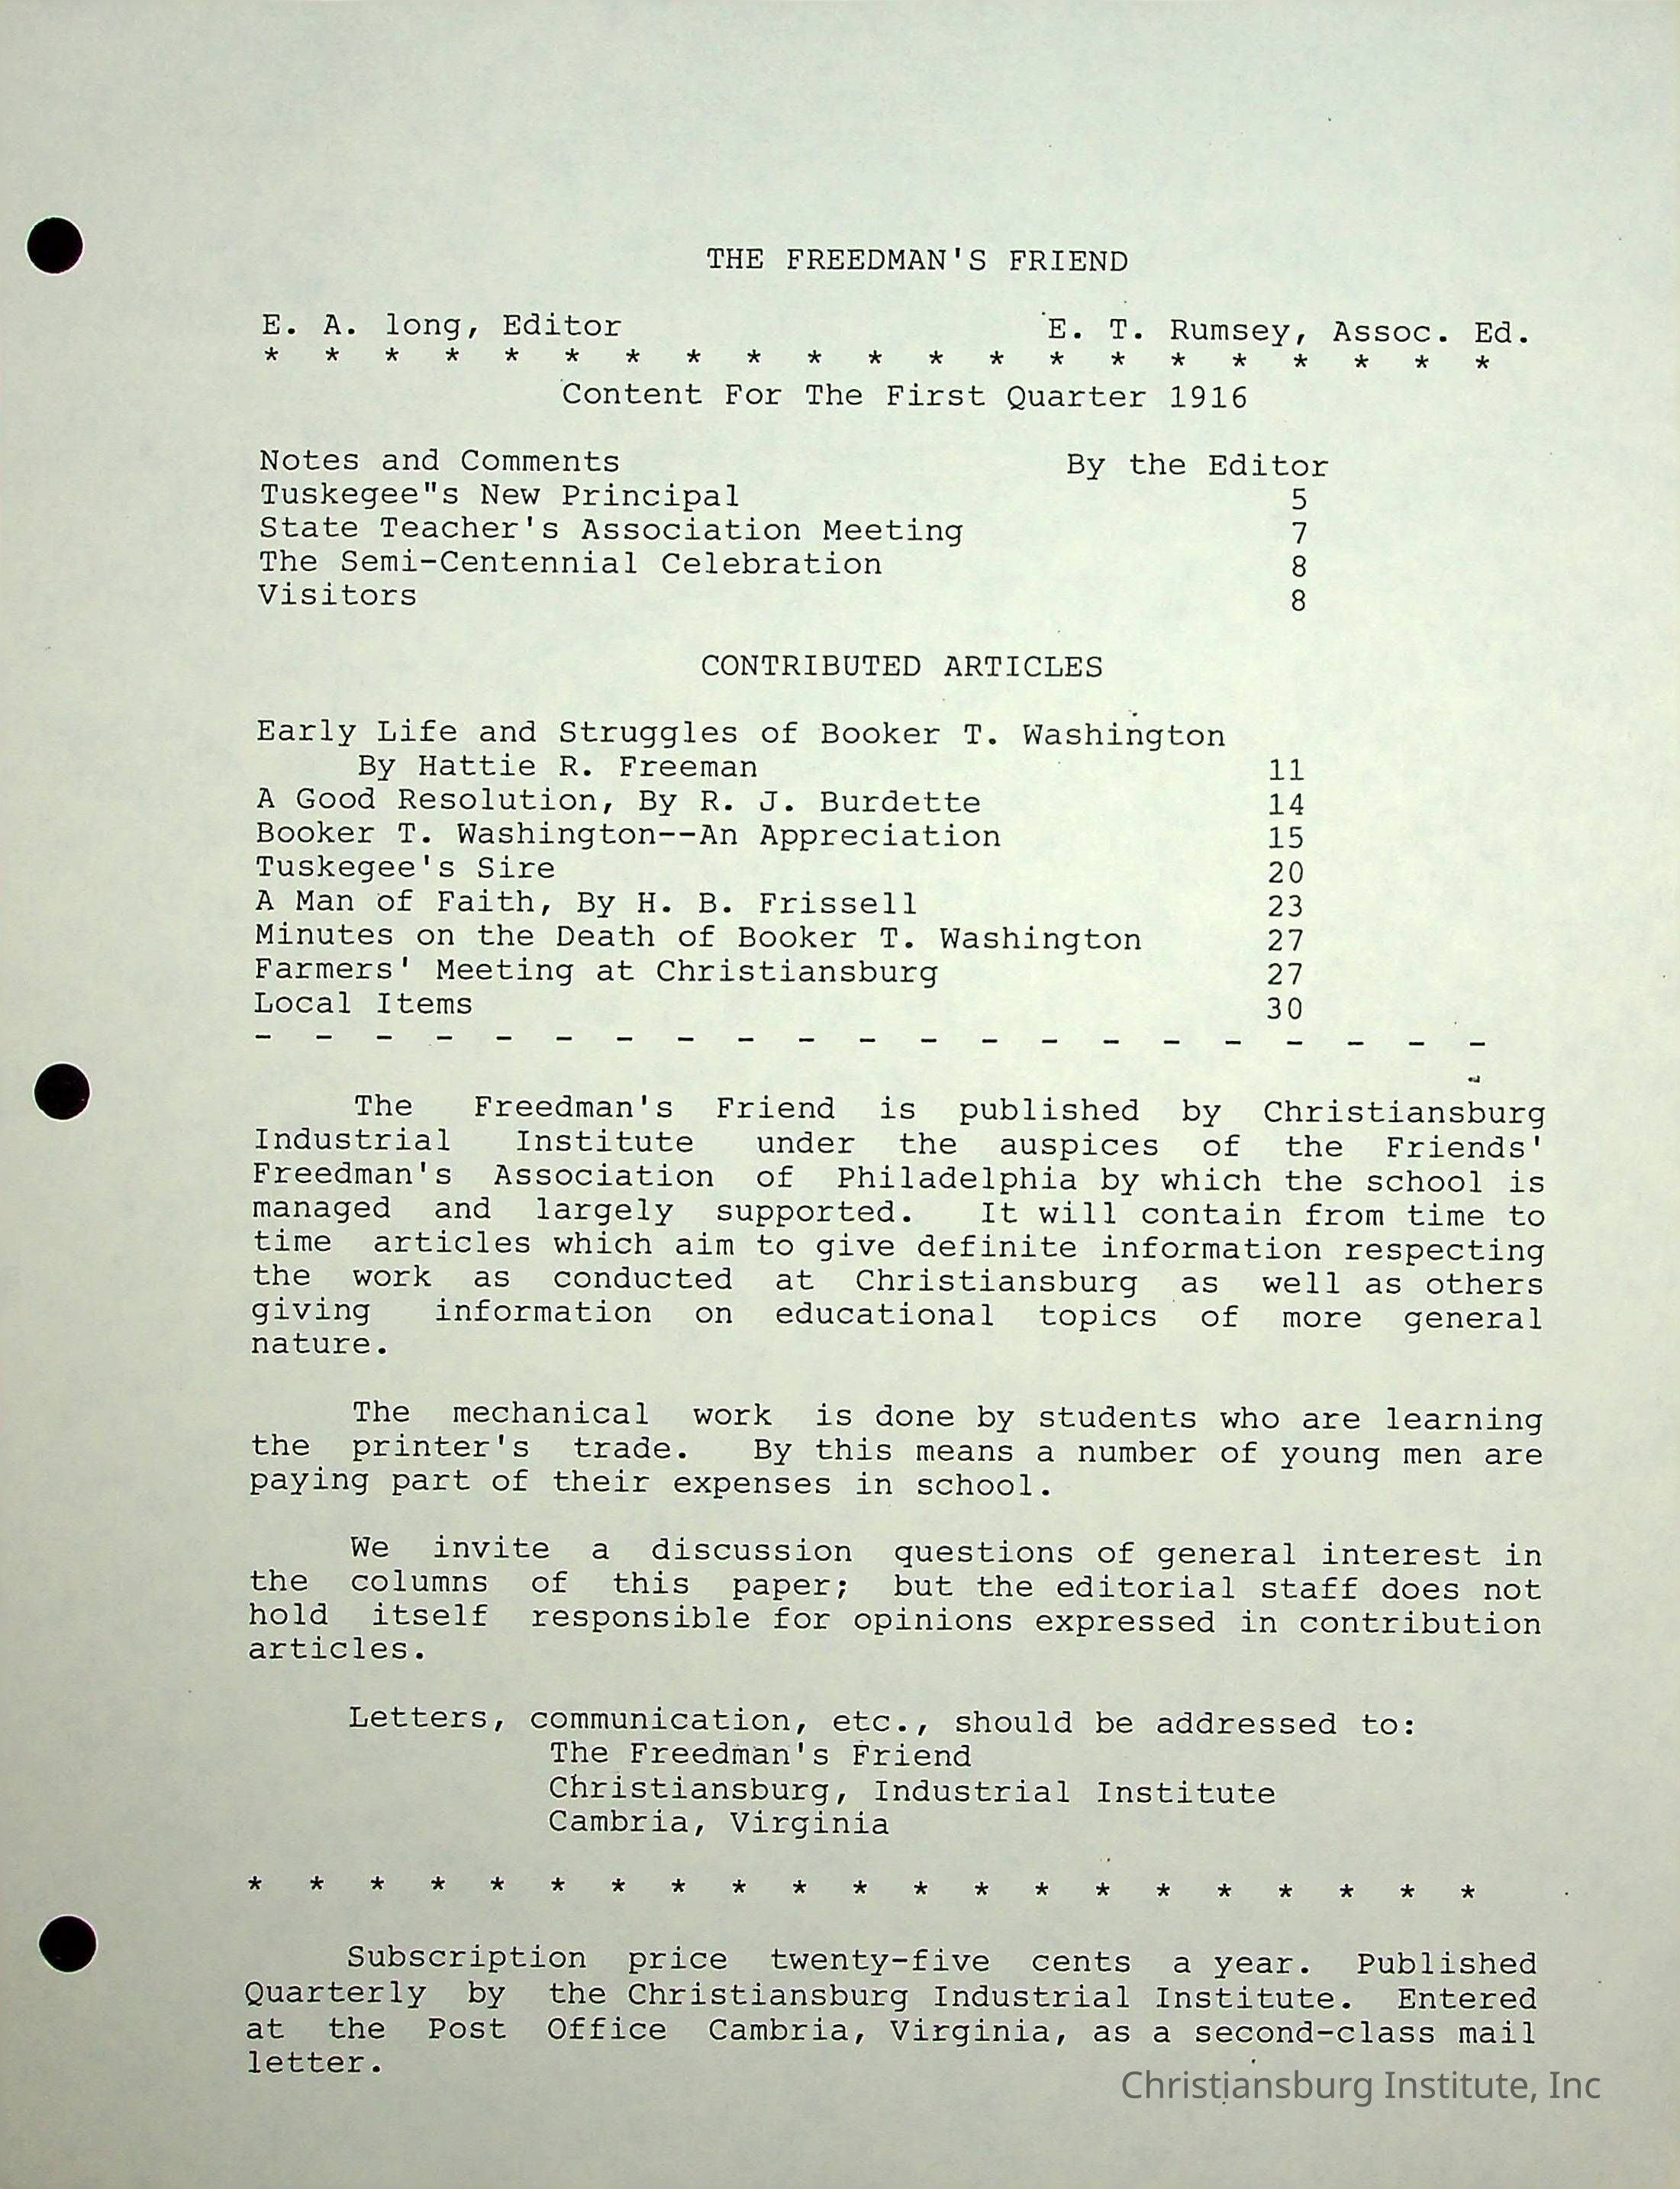 THE FREEDMAN'S FRIEND
E. A. long, Editor E. T. Rumsey, Assoc. Ed.
* * * * * * * * * * * * * * * * * * * * *
Content For The First Quarter 1916
Notes and Comments By the Editor
Tuskegee"s New Principal 5
State Teacher's Association Meeting 7
The Semi-Centennial Celebration 8
Visitors 8
CONTRIBUTED ARTICLES
Early Life and Struggles of Booker T. Washington
By Hattie R. Freeman 11
A Good Resolution, By R. J. Burdette 14
Booker T. Washington--An Appreciation 15
Tuskegee's Sire 20
A Man of Faith, By H. B. Frissell 23
Minutes on the Death of Booker T. Washington 27
Farmers' Meeting at Christiansburg 27
Local Items 30
- - - - - - - - - - - - - - - - - - - - -
The Freedman's Friend is published by Christiansburg
Industrial Institute under the auspices of the Friends'
Freedman's Association of Philadelphia by which the school is
managed and largely supported. It will contain from time to
time articles which aim to give definite information respecting
the work as conducted at Christiansburg as well as others
giving information on educational topics of more general
nature.
The mechanical work is done by students who are learning
the printer's trade. By this means a number of young men are
paying part of their expenses in school.
We invite a discussion questions of general interest in
the columns of this paper; but the editorial staff does not
hold itself responsible for opinions expressed in contribution
articles.
Letters, communication, etc., should be addressed to:
The Freedman's Friend
Christiansburg, Industrial Institute
Cambria, Virginia
* * * * * * * * * * * * * * * * * * * * *
Subscription price twenty-five cents a year. Published
Quarterly by the Christiansburg Industrial Institute. Entered
at the Post Office Cambria, Virginia, as a second-class mail
letter.
Christiansburg Institute, Inc